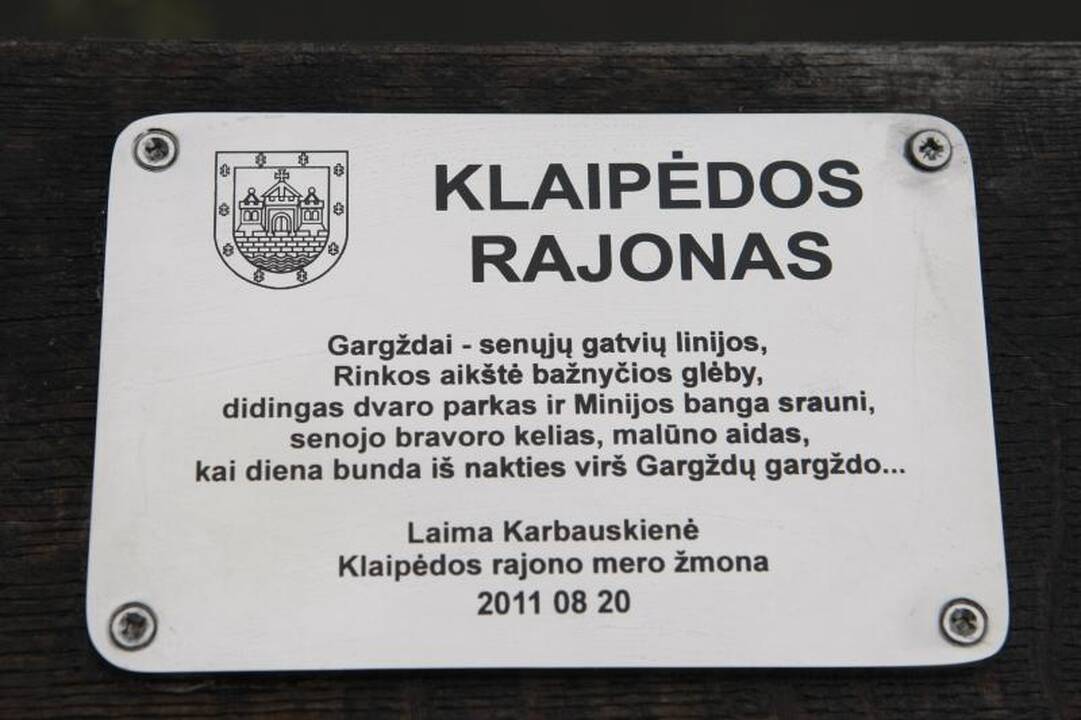 KLAIPĖDOS
RAJONAS
Gargždai - senųjų gatvių linijos,
Rinkos aikštė bažnyčios glėby,
didingas dvaro parkas ir Minijos banga srauni,
senojo bravoro kelias, malūno aidas,
kai diena bunda iš nakties virš Gargždų gargždo...
Laima Karbauskienė
Klaipėdos rajono mero žmona
2011 08 20